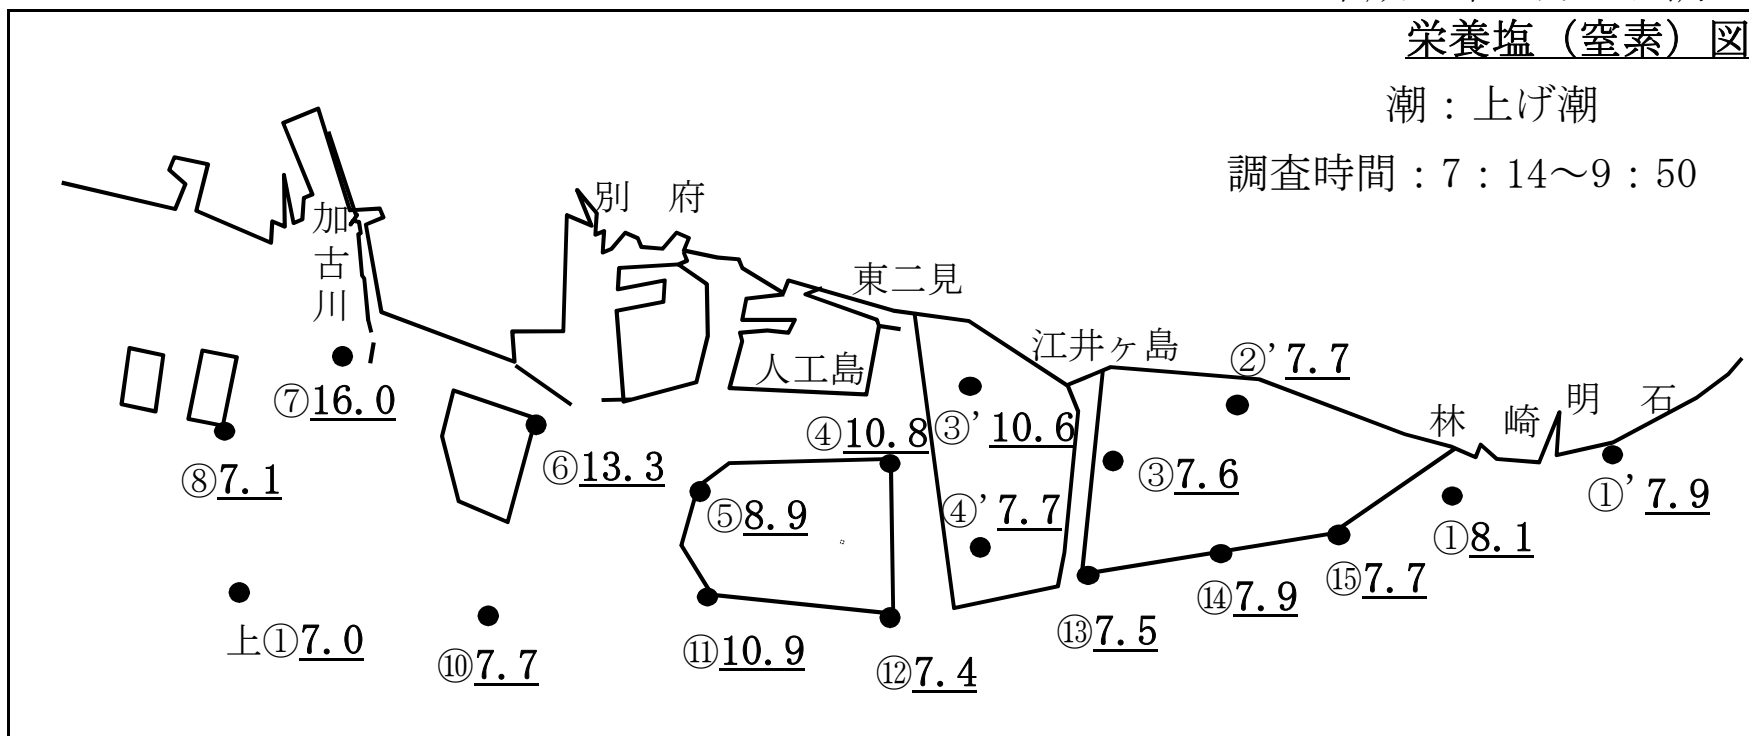 栄養塩（窒素）図
潮：上げ潮
調査時間：7：14～9：50
加古川
別 府
東二見
人工島
江井ヶ島
林 崎
明 石
②’7.7
⑦16.0
③’10.6
④10.8
⑥13.3
⑧7.1
③7.6
①’7.9
⑤8.9
④’7.7
①8.1
⑮7.7
⑭7.9
⑬7.5
上①7.0
⑩7.7
⑪10.9
⑫7.4